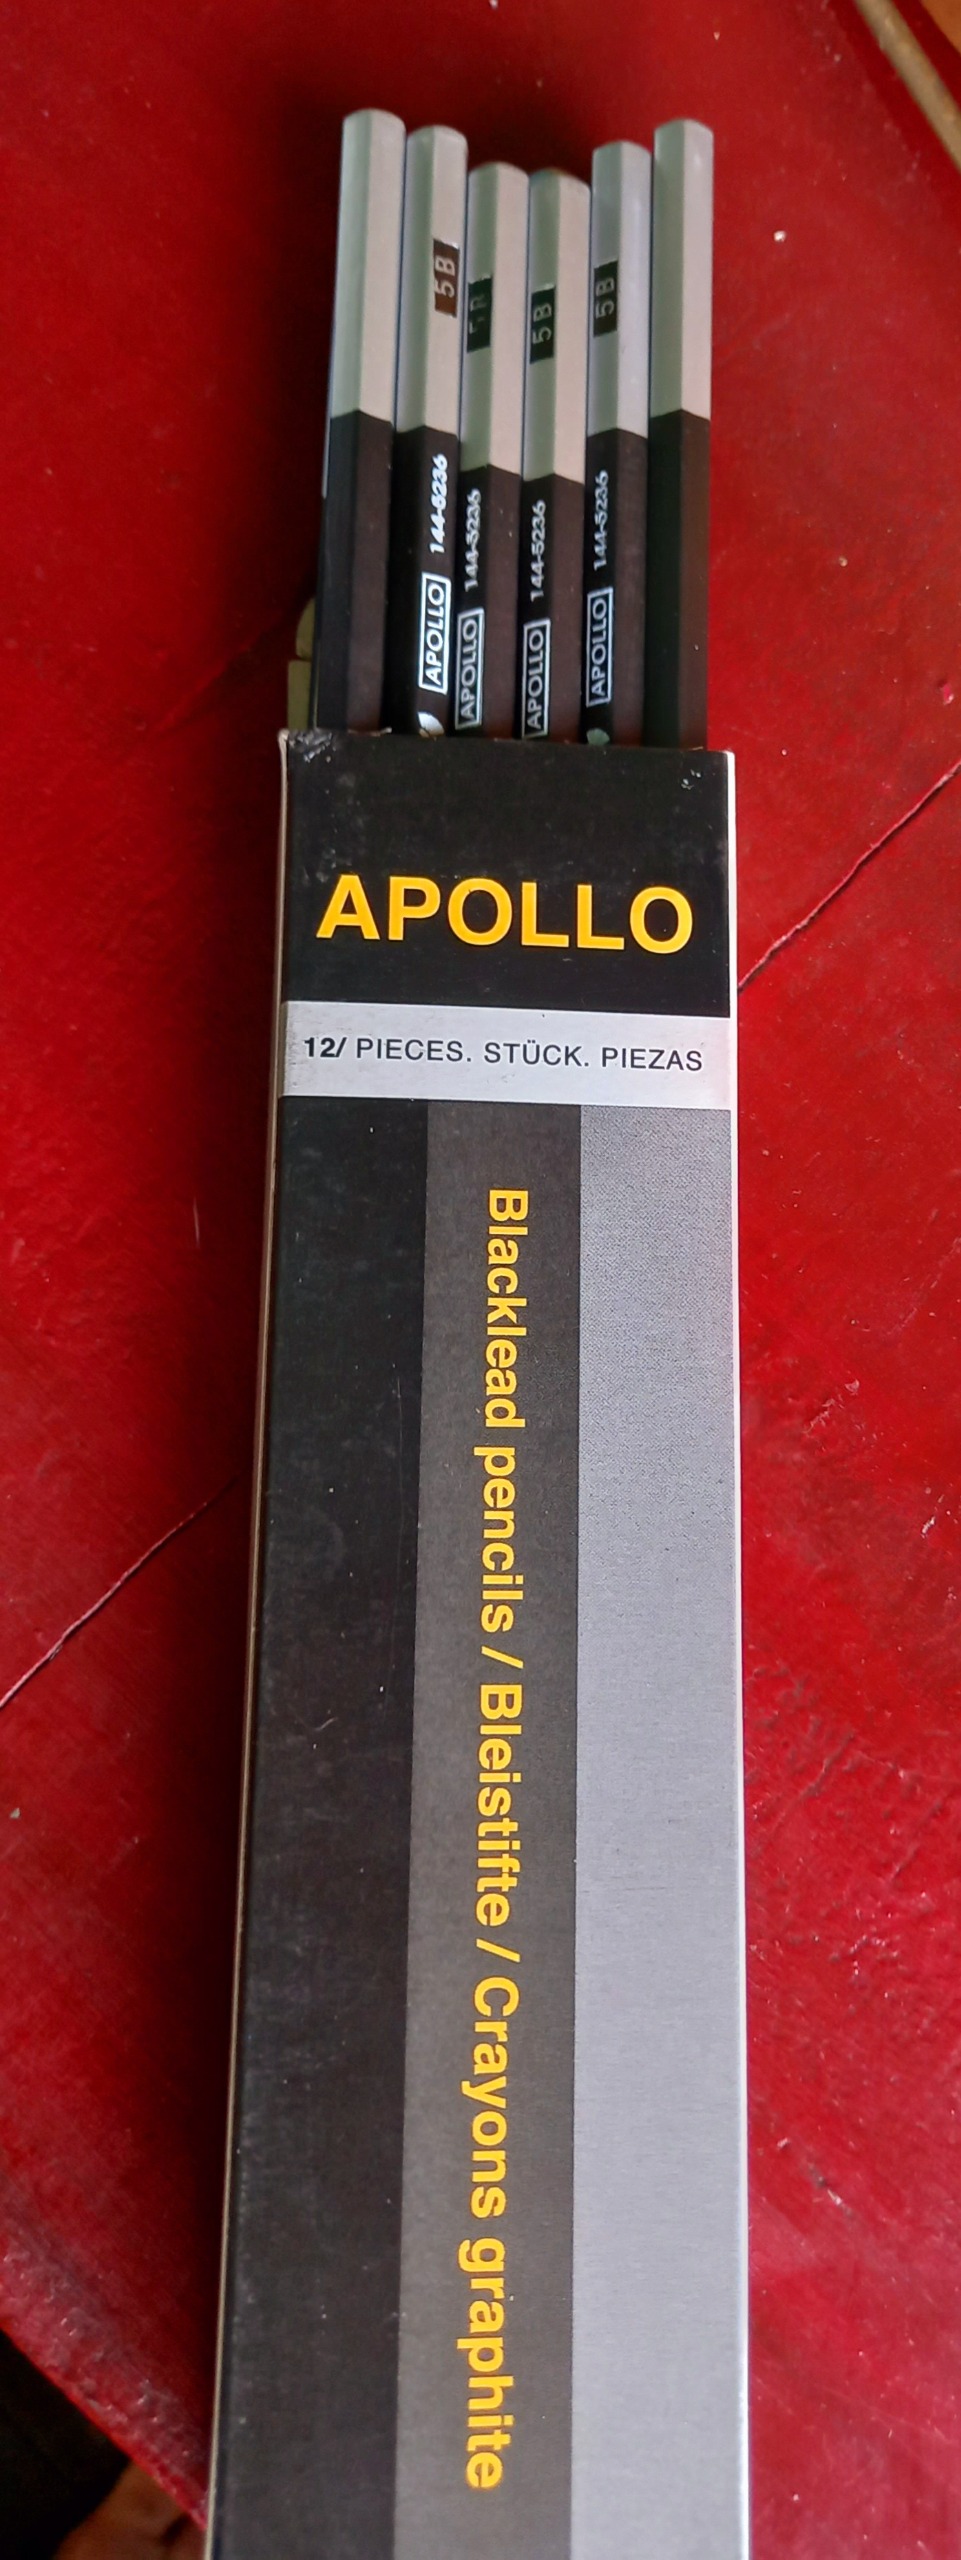 5B
5B
5B
5B
APOLLO 144-5236
APOLLO 144-5236
APOLLO 144-5236
APOLLO 144-5236
APOLLO
12/ PIECES. STÜCK. PIEZAS
Blacklead pencils / Bleistifte / Crayons graphite